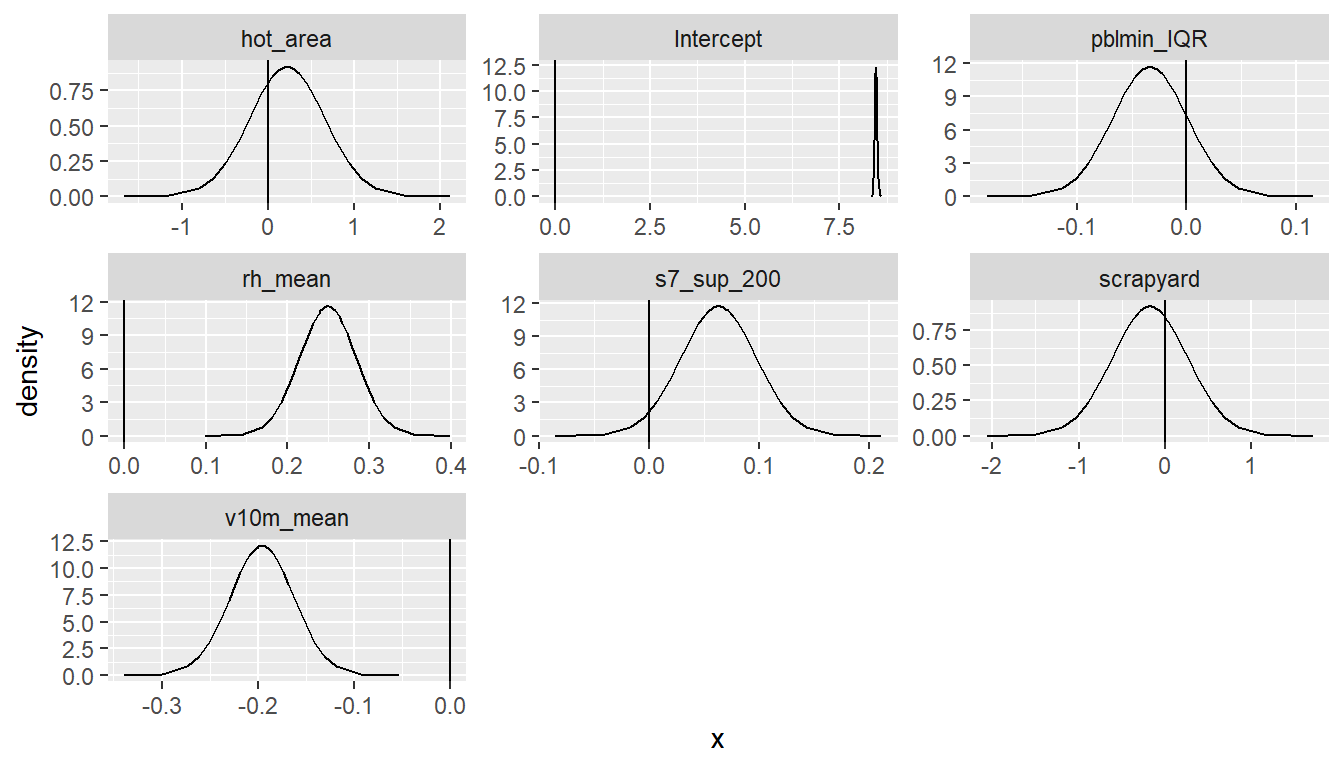 hot_area
Intercept
pblmin_IQR
0.75
0.50
0.25
0.00
-1 0 1 2
12.5
10.0
7.5
5.0
2.5
0.0
0.0 2.5 5.0 7.5
12
9
6
3
0
-0.1 0.0 0.1
rh_mean
s7_sup_200
scrapyard
12
9
6
3
0
0.0 0.1 0.2 0.3 0.4
12
9
6
3
0
-0.1 0.0 0.1 0.2
0.75
0.50
0.25
0.00
-2 -1 0 1
v10m_mean
12.5
10.0
7.5
5.0
2.5
0.0
-0.3 -0.2 -0.1 0.0
density
x